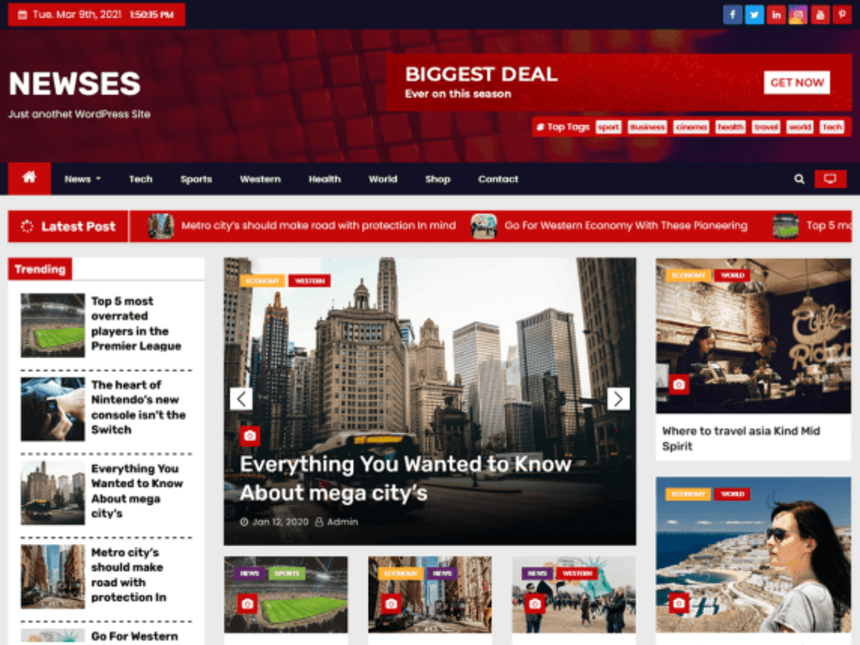 Tue. Mar 9th, 2021 1:50:15 PM
NEWSES
Just anothet WordPress Site
BIGGEST DEAL
Ever on this season
GET NOW
# Top Tags sport Business cinema health travel world Tech
News Tech Sports Western Health World Shop Contact
Latest Post
Metro city's should make road with protection In mind
Go For Western Economy With These Pioneering
Top 5 mo
Trending
Top 5 most
overrated
players in the
Premier League
The heart of
Nintendo's new
console isn't the
Switch
Everything You
Wanted to Know
About mega
city's
Metro city's
should make
road with
protection In
Go For Western
ECONOMY WESTERN
Everything You Wanted to Know
About mega city's
Jan 12, 2020 Admin
NEWS SPORTS
ECONOMY NEWS
NEWS WESTERN
ECONOMY WORLD
Where to travel asia Kind Mid
Spirit
ECONOMY WORLD